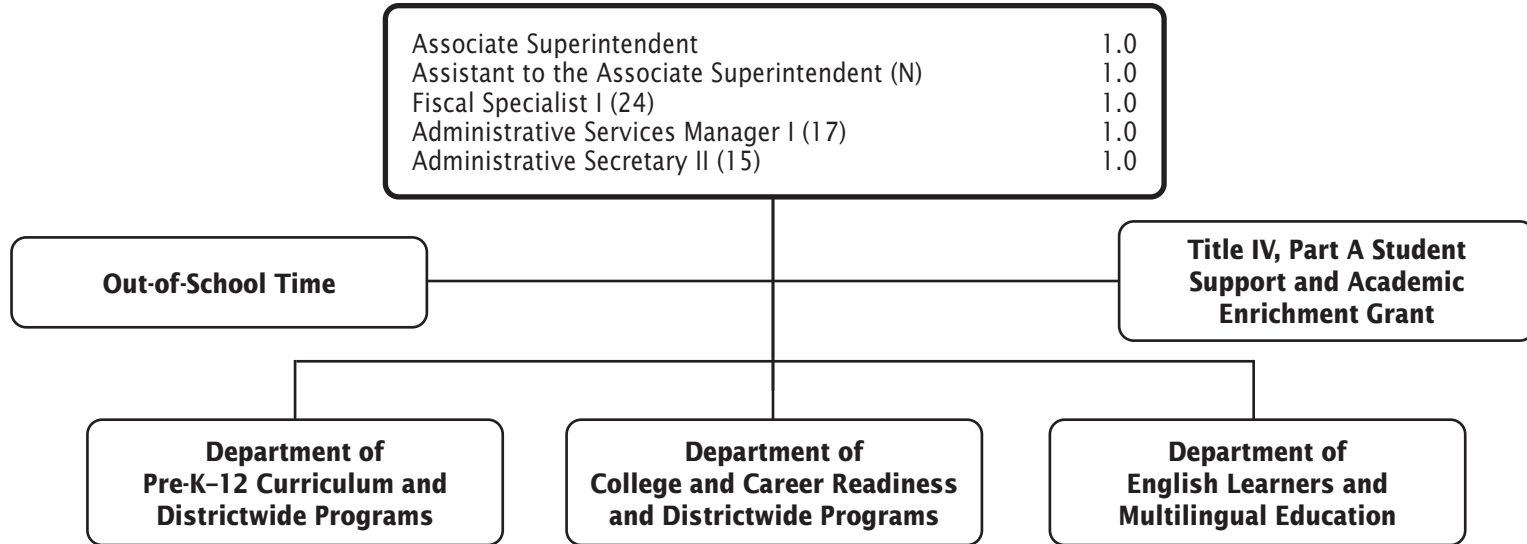 Associate Superintendent 1.0
Assistant to the Associate Superintendent (N) 1.0
Fiscal Specialist I (24) 1.0
Administrative Services Manager I (17) 1.0
Administrative Secretary II (15) 1.0
Out-of-School Time
Title IV, Part A Student
Support and Academic
Enrichment Grant
Department of
Pre-K–12 Curriculum and
Districtwide Programs
Department of
College and Career Readiness
and Districtwide Programs
Department of
English Learners and
Multilingual Education